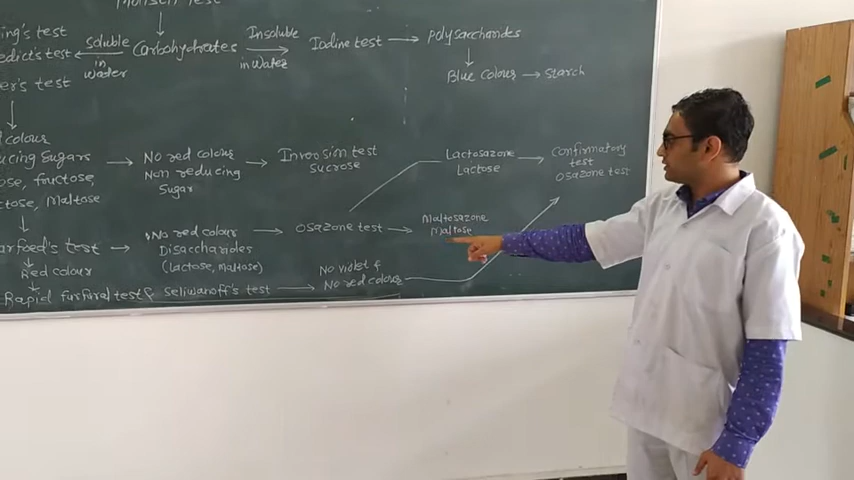 Molisch Test
ing's test
edict's test ← soluble in water Carbohydrates Insoluble in water → Iodine test → polysaccharides
er's test
Blue Colour → starch
d colour
ucing Sugars → No red colour Non reducing Sugar → Inversion test Sucrose
ose, fructose,
ctose, Maltose
Lactosazone → Confirmatory test
Lactose
Osazone test
arfoed's test → No red colour Disaccharides (lactose, maltose) → Osazone test → Maltosazone Maltose
Red colour
Rapid furfural test & seliwanoff's test → No violet & No red colour